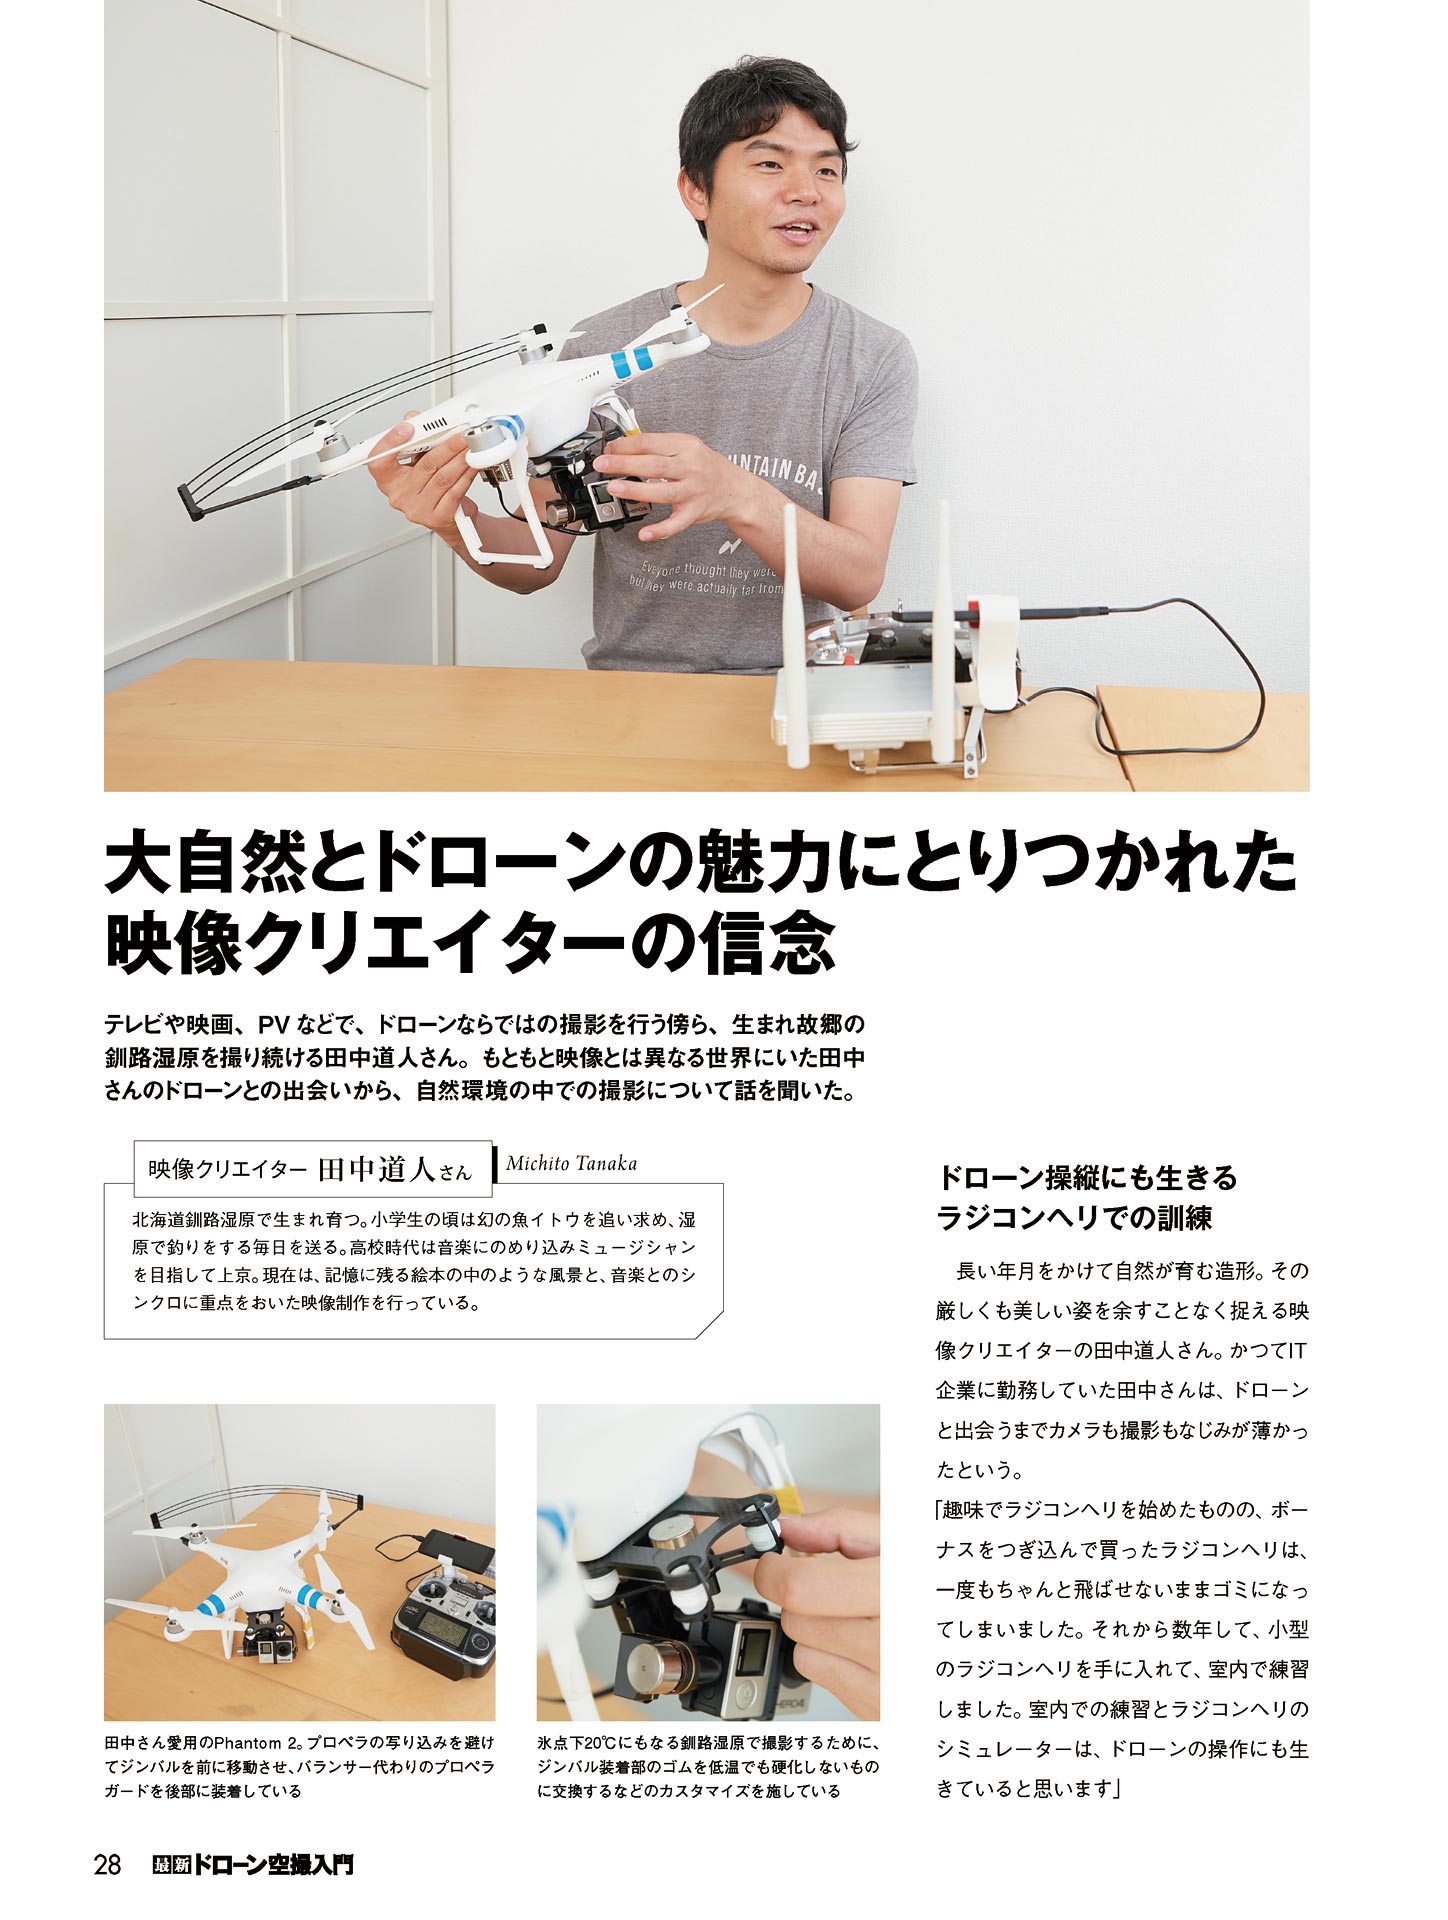 UNTAIN BA
HERO4
Everyone thought they wer
but they were actually far from
大自然とドローンの魅力にとりつかれた
映像クリエイターの信念
テレビや映画、PVなどで、ドローンならではの撮影を行う傍ら、生まれ故郷の
釧路湿原を撮り続ける田中道人さん。もともと映像とは異なる世界にいた田中
さんのドローンとの出会いから、自然環境の中での撮影について話を聞いた。
映像クリエイター 田中道人さん
Michito Tanaka
北海道釧路湿原で生まれ育つ。小学生の頃は幻の魚イトウを追い求め、湿
原で釣りをする毎日を送る。高校時代は音楽にのめり込みミュージシャン
を目指して上京。現在は、記憶に残る絵本の中のような風景と、音楽とのシ
ンクロに重点をおいた映像制作を行っている。
HERO4
田中さん愛用のPhantom 2。プロペラの写り込みを避け
てジンバルを前に移動させ、バランサー代わりのプロペラ
ガードを後部に装着している
HERO4
氷点下20℃にもなる釧路湿原で撮影するために、
ジンバル装着部のゴムを低温でも硬化しないもの
に交換するなどのカスタマイズを施している
ドローン操縦にも生きる
ラジコンヘリでの訓練
長い年月をかけて自然が育む造形。その
厳しくも美しい姿を余すことなく捉える映
像クリエイターの田中道人さん。かつてIT
企業に勤務していた田中さんは、ドローン
と出会うまでカメラも撮影もなじみが薄かっ
たという。
「趣味でラジコンヘリを始めたものの、ボー
ナスをつぎ込んで買ったラジコンヘリは、
一度もちゃんと飛ばせないままゴミになっ
てしまいました。それから数年して、小型
のラジコンヘリを手に入れて、室内で練習
しました。室内での練習とラジコンヘリの
シミュレーターは、ドローンの操作にも生
きていると思います」
28 最新ドローン空撮入門